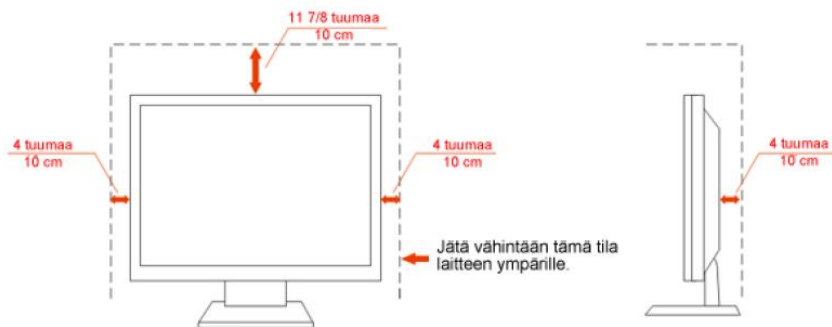 11 7/8 tuumaa
10 cm
4 tuumaa
10 cm
4 tuumaa
10 cm
4 tuumaa
10 cm
Jätä vähintään tämä tila
laitteen ympärille.